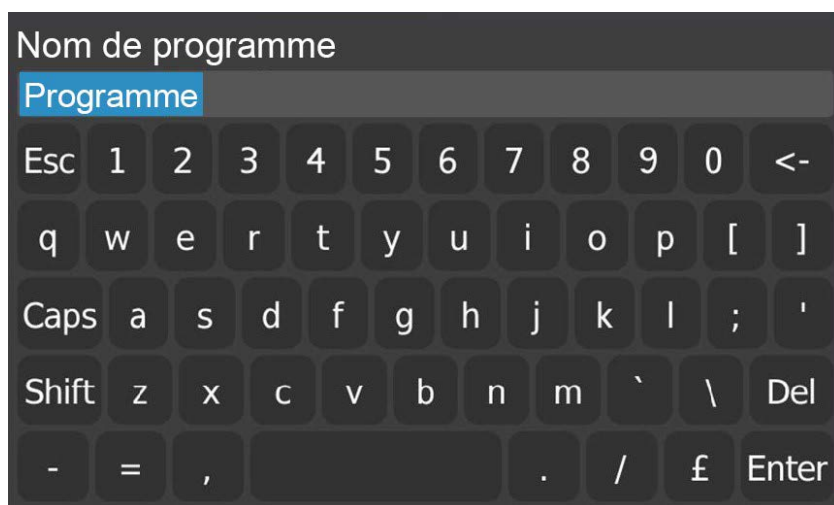 Nom de programme
Programme
Esc 1 2 3 4 5 6 7 8 9 0 <-
q w e r t y u i o p [ ]
Caps a s d f g h j k l ; '
Shift z x c v b n m ` \ Del
- = , . / £ Enter